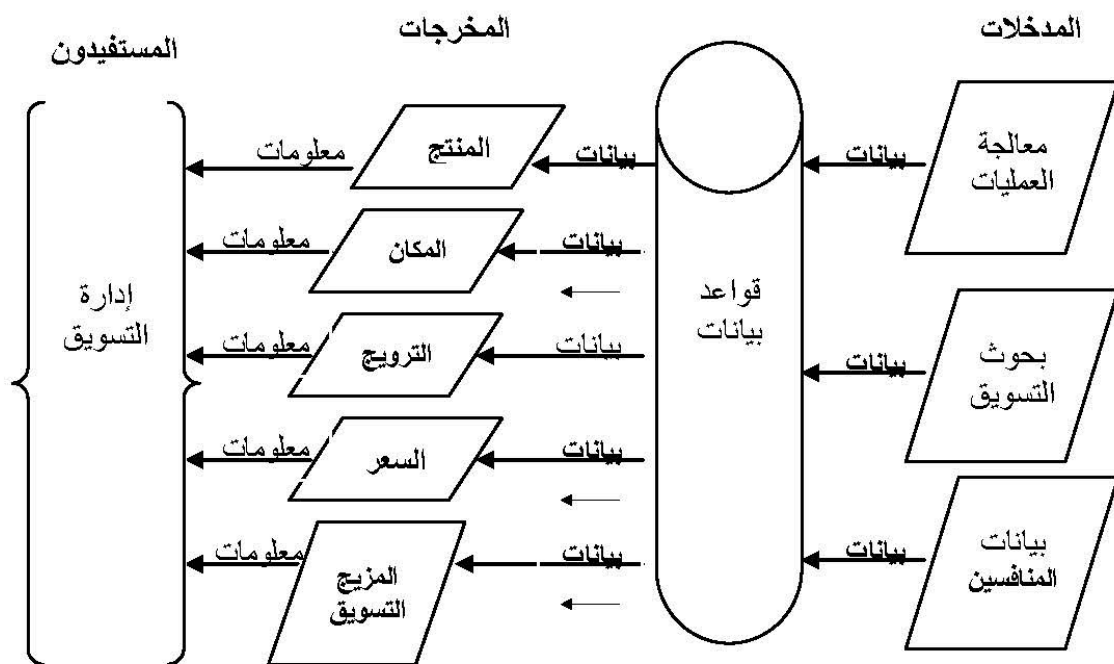 المدخلات
المخرجات
المستفيدون
معالجة
العمليات
بيانات
بيانات
المنتج
معلومات
بيانات
المكان
معلومات
قواعد
بيانات
إدارة
التسويق
بحوث
التسويق
بيانات
بيانات
الترويج
معلومات
بيانات
السعر
معلومات
بيانات
المنافسين
بيانات
بيانات
المزيج
التسويق
معلومات